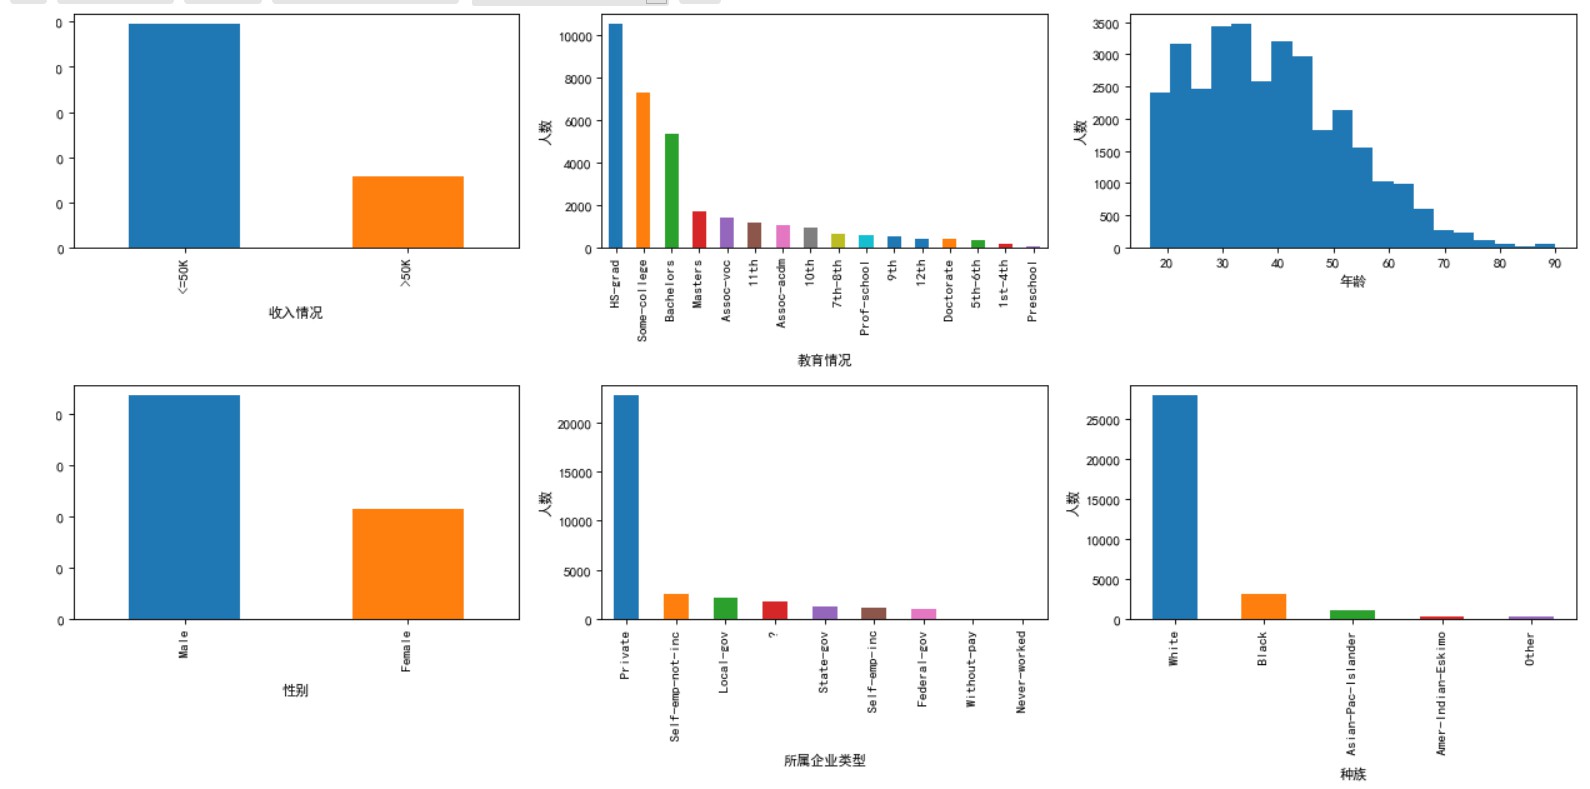 0
0
0
0
0
0
<=50K
>50K
收入情况
10000
8000
6000
4000
2000
0
人数
HS-grad
Some-college
Bachelors
Masters
Assoc-voc
11th
Assoc-acdm
10th
7th-8th
Prof-school
9th
12th
Doctorate
5th-6th
1st-4th
Preschool
教育情况
3500
3000
2500
2000
1500
1000
500
0
人数
20 30 40 50 60 70 80 90
年龄
0
0
0
0
0
Male
Female
性别
20000
15000
10000
5000
0
人数
Private
Self-emp-not-inc
Local-gov
?
State-gov
Self-emp-inc
Federal-gov
Without-pay
Never-worked
所属企业类型
25000
20000
15000
10000
5000
0
人数
White
Black
Asian-Pac-Islander
Amer-Indian-Eskimo
Other
种族